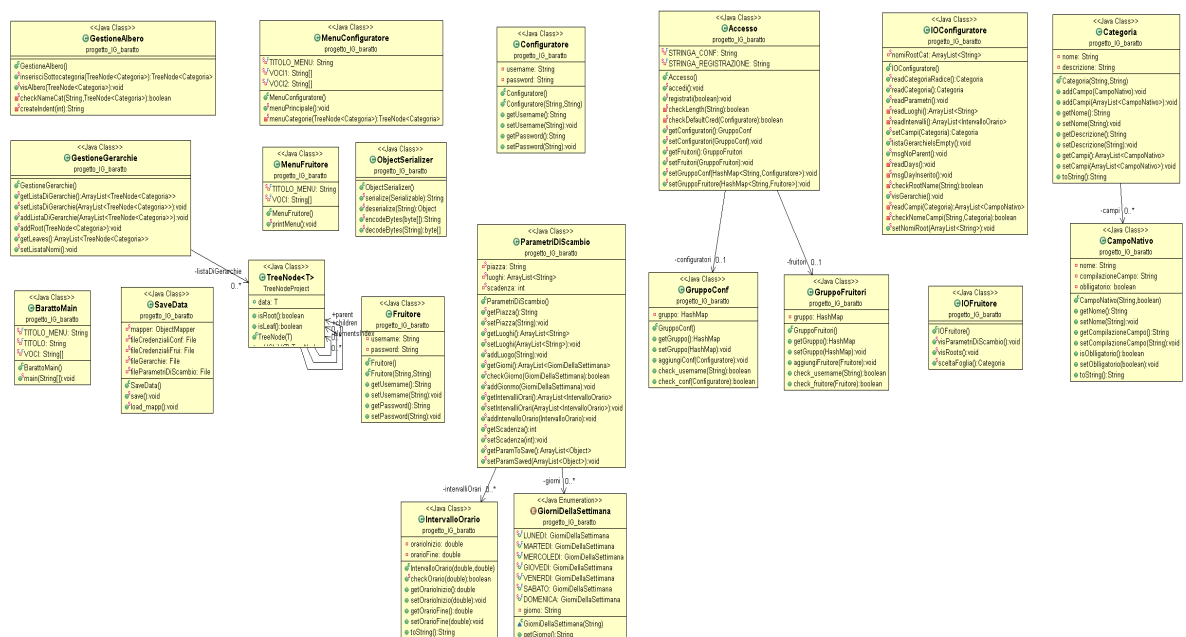 <<Java Class>>
GestioneAlbero
progetto_IG_baratto
GestioneAlbero()
inserisciSottocategoria(TreeNode<Categoria>):TreeNode<Categoria>
visAlbero(TreeNode<Categoria>):void
checkNameCat(String,TreeNode<Categoria>):boolean
createIndent(int):String
<<Java Class>>
MenuConfiguratore
progetto_IG_baratto
TITOLO_MENU: String
VOCI1: String[]
VOCI2: String[]
MenuConfiguratore()
menuPrincipale():void
menuCategorie(TreeNode<Categoria>):TreeNode<Categoria>
<<Java Class>>
Configuratore
progetto_IG_baratto
username: String
password: String
Configuratore()
Configuratore(String,String)
getUsername():String
setUsername(String):void
getPassword():String
setPassword(String):void
<<Java Class>>
Accesso
progetto_IG_baratto
STRINGA_CONF: String
STRINGA_REGISTRAZIONE: String
Accesso()
accedi():void
registrati(boolean):void
checkLength(String):boolean
checkDefaultCred(Configuratore):boolean
getConfiguratori():GruppoConf
setConfiguratori(GruppoConf):void
getFruitori():GruppoFruitori
setFruitori(GruppoFruitori):void
setGruppoConf(HashMap<String,Configuratore>):void
setGruppoFruitore(HashMap<String,Fruitore>):void
<<Java Class>>
IOConfiguratore
progetto_IG_baratto
nomiRootCat: ArrayList<String>
IOConfiguratore()
readCategoriaRadice():Categoria
readCategoria():Categoria
readParametri():void
readLuoghi():ArrayList<String>
readIntervalli():ArrayList<IntervalloOrario>
setCampi(Categoria):Categoria
listaGerarchieIsEmpty():void
msgNoParent():void
readDays():void
msgDayInserito():void
checkRootName(String):boolean
visGerarchie():void
readCampi(Categoria):ArrayList<CampoNativo>
checkNomeCampi(String,Categoria):boolean
setNomiRoot(ArrayList<String>):void
<<Java Class>>
Categoria
progetto_IG_baratto
nome: String
descrizione: String
Categoria(String,String)
addCampo(CampoNativo):void
addCampi(ArrayList<CampoNativo>):void
getNome():String
setNome(String):void
getDescrizione():String
setDescrizione(String):void
getCampi():ArrayList<CampoNativo>
setCampi(ArrayList<CampoNativo>):void
toString():String
<<Java Class>>
GestioneGerarchie
progetto_IG_baratto
GestioneGerarchie()
getListaDiGerarchie():ArrayList<TreeNode<Categoria>>
setListaDiGerarchie(ArrayList<TreeNode<Categoria>>):void
addListaDiGerarchie(ArrayList<TreeNode<Categoria>>):void
addRoot(TreeNode<Categoria>):void
getLeaves():ArrayList<TreeNode<Categoria>>
setLisataNomi():void
<<Java Class>>
MenuFruitore
progetto_IG_baratto
TITOLO_MENU: String
VOCI: String[]
MenuFruitore()
printMenu():void
<<Java Class>>
ObjectSerializer
progetto_IG_baratto
ObjectSerializer()
serialize(Serializable):String
deserialize(String):Object
encodeBytes(byte[]):String
decodeBytes(String):byte[]
-listaDiGerarchie
0..*
<<Java Class>>
TreeNode<T>
TreeNodeProject
data: T
isRoot():boolean
isLeaf():boolean
TreeNode(T)
+parent
+children
0..*
<<Java Class>>
BarattoMain
progetto_IG_baratto
TITOLO_MENU: String
TITOLO: String
VOCI: String[]
BarattoMain()
main(String[]):void
<<Java Class>>
SaveData
progetto_IG_baratto
mapper: ObjectMapper
fileCredenzialiConf: File
fileCredenzialiFrui: File
fileGerarchie: File
fileParametriDiScambio: File
SaveData()
save():void
load_mapp():void
<<Java Class>>
Fruitore
progetto_IG_baratto
username: String
password: String
Fruitore()
Fruitore(String,String)
getUsername():String
setUsername(String):void
getPassword():String
setPassword(String):void
<<Java Class>>
ParametriDiScambio
progetto_IG_baratto
piazza: String
luoghi: ArrayList<String>
scadenza: int
ParametriDiScambio()
getPiazza():String
setPiazza(String):void
getLuoghi():ArrayList<String>
setLuoghi(ArrayList<String>):void
addLuogo(String):void
getGiorni():ArrayList<GiorniDellaSettimana>
checkGiorno(GiorniDellaSettimana):boolean
addGionrno(GiorniDellaSettimana):void
getIntervalliOrari():ArrayList<IntervalloOrario>
setIntervalliOrari(ArrayList<IntervalloOrario>):void
addIntervalloOrario(IntervalloOrario):void
getScadenza():int
setScadenza(int):void
getParamToSave():ArrayList<Object>
setParamSaved(ArrayList<Object>):void
-configuratori 0..1
-fruitori 0..1
<<Java Class>>
GruppoConf
progetto_IG_baratto
gruppo: HashMap
GruppoConf()
getGruppo():HashMap
setGruppo(HashMap):void
aggiungiConf(Configuratore):void
check_username(String):boolean
check_conf(Configuratore):boolean
<<Java Class>>
GruppoFruitori
progetto_IG_baratto
gruppo: HashMap
GruppoFruitori()
getGruppo():HashMap
setGruppo(HashMap):void
aggiungiFruitore(Fruitore):void
check_username(String):boolean
check_fruitore(Fruitore):boolean
<<Java Class>>
IOFruitore
progetto_IG_baratto
IOFruitore()
visParametriDiScambio():void
visRoots():void
sceltaFoglia():Categoria
-campi 0..*
<<Java Class>>
CampoNativo
progetto_IG_baratto
nome: String
compilazioneCampo: String
obbligatorio: boolean
CampoNativo(String,boolean)
getNome():String
setNome(String):void
getCompilazioneCampo():String
setCompilazioneCampo(String):void
isObbligatorio():boolean
setObbligatorio(boolean):void
toString():String
-intervalliOrari 0..*
-giorni 0..*
<<Java Class>>
IntervalloOrario
progetto_IG_baratto
orarioInizio: double
orarioFine: double
IntervalloOrario(double,double)
checkOrario(double):boolean
getOrarioInizio():double
setOrarioInizio(double):void
getOrarioFine():double
setOrarioFine(double):void
toString():String
<<Java Enumeration>>
GiorniDellaSettimana
progetto_IG_baratto
LUNEDI: GiorniDellaSettimana
MARTEDI: GiorniDellaSettimana
MERCOLEDI: GiorniDellaSettimana
GIOVEDI: GiorniDellaSettimana
VENERDI: GiorniDellaSettimana
SABATO: GiorniDellaSettimana
DOMENICA: GiorniDellaSettimana
giorno: String
GiorniDellaSettimana(String)
getGiorno():String